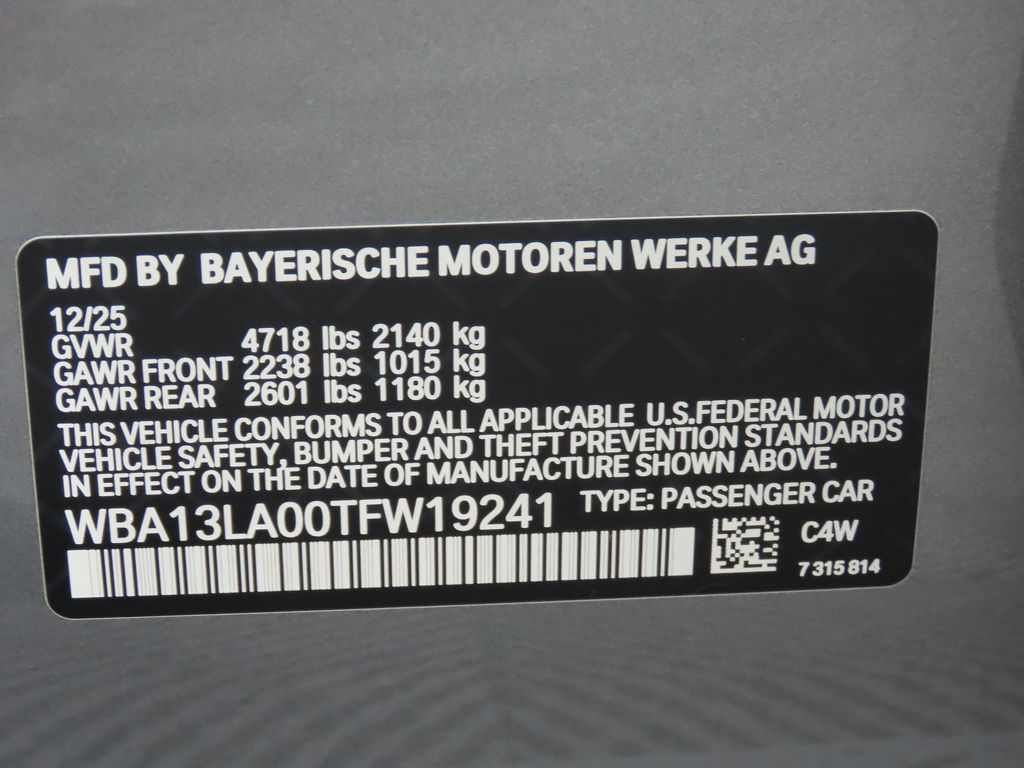 MFD BY BAYERISCHE MOTOREN WERKE AG
12/25
GVWR 4718 lbs 2140 kg
GAWR FRONT 2238 lbs 1015 kg
GAWR REAR 2601 lbs 1180 kg
THIS VEHICLE CONFORMS TO ALL APPLICABLE U.S.FEDERAL MOTOR
VEHICLE SAFETY, BUMPER AND THEFT PREVENTION STANDARDS
IN EFFECT ON THE DATE OF MANUFACTURE SHOWN ABOVE.
WBA13LA00TFW19241 TYPE: PASSENGER CAR
C4W
7 315 814